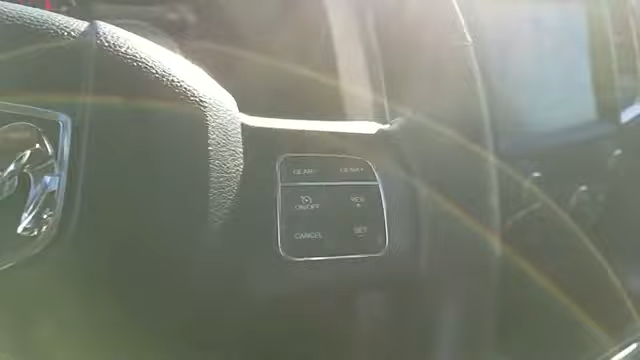 GEAR- GEAR+
ON/OFF RES
+
CANCEL SET
-